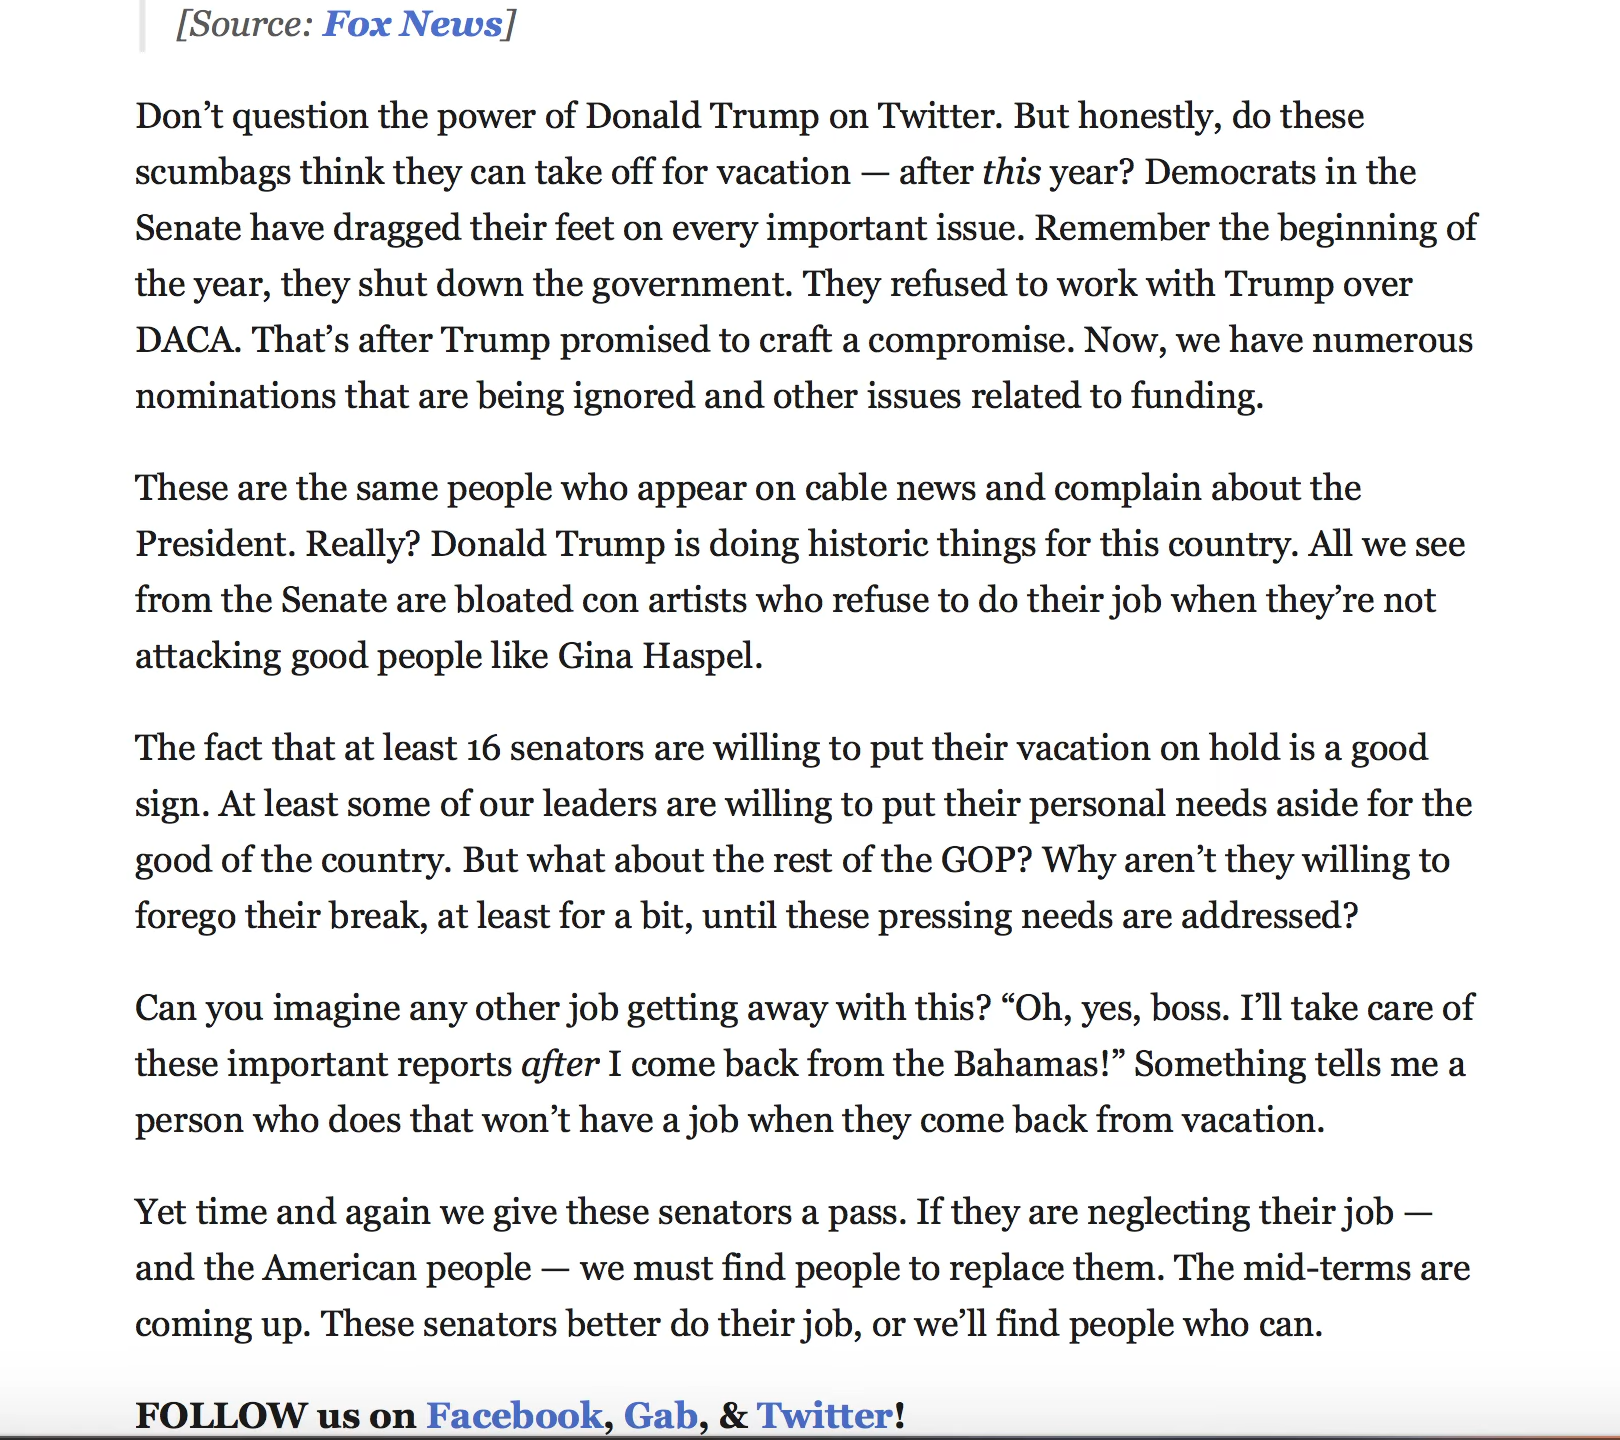 [Source: Fox News]
Don’t question the power of Donald Trump on Twitter. But honestly, do these
scumbags think they can take off for vacation — after this year? Democrats in the
Senate have dragged their feet on every important issue. Remember the beginning of
the year, they shut down the government. They refused to work with Trump over
DACA. That’s after Trump promised to craft a compromise. Now, we have numerous
nominations that are being ignored and other issues related to funding.
These are the same people who appear on cable news and complain about the
President. Really? Donald Trump is doing historic things for this country. All we see
from the Senate are bloated con artists who refuse to do their job when they’re not
attacking good people like Gina Haspel.
The fact that at least 16 senators are willing to put their vacation on hold is a good
sign. At least some of our leaders are willing to put their personal needs aside for the
good of the country. But what about the rest of the GOP? Why aren’t they willing to
forego their break, at least for a bit, until these pressing needs are addressed?
Can you imagine any other job getting away with this? “Oh, yes, boss. I’ll take care of
these important reports after I come back from the Bahamas!” Something tells me a
person who does that won’t have a job when they come back from vacation.
Yet time and again we give these senators a pass. If they are neglecting their job —
and the American people — we must find people to replace them. The mid-terms are
coming up. These senators better do their job, or we’ll find people who can.
FOLLOW us on Facebook, Gab, & Twitter!